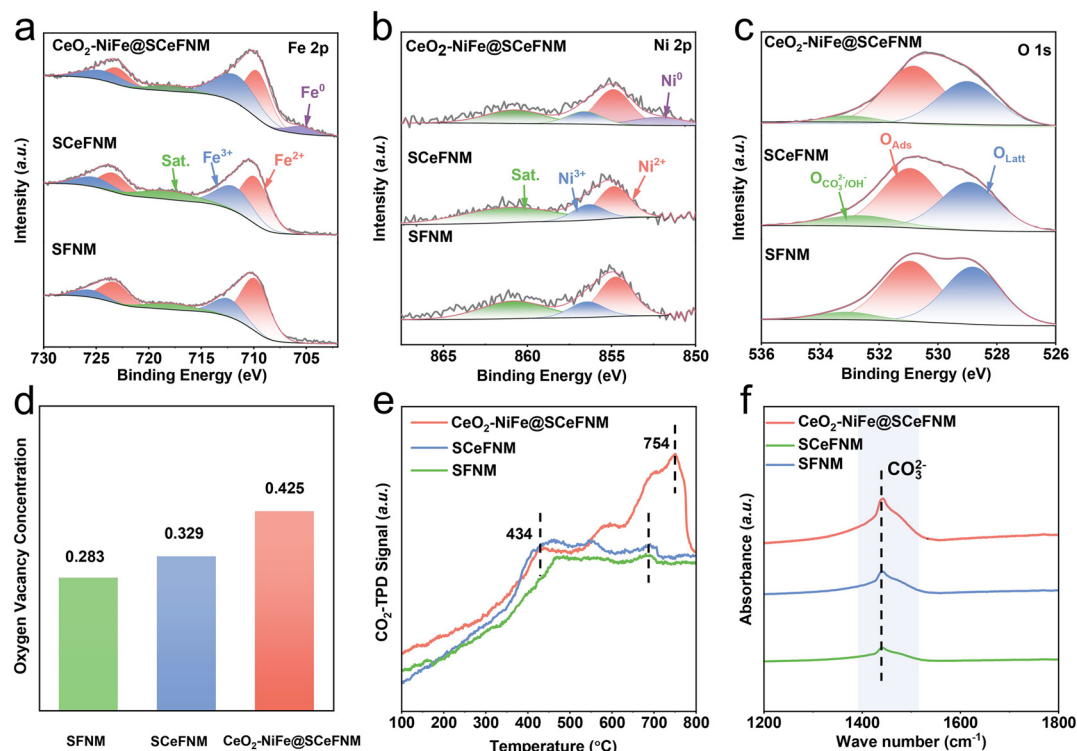 a
CeO₂-NiFe@SCeFNM
Fe 2p
Fe⁰
SCeFNM
Sat.
Fe³⁺
Fe²⁺
SFNM
Intensity (a.u.)
730 725 720 715 710 705
Binding Energy (eV)
b
CeO₂-NiFe@SCeFNM
Ni 2p
Ni⁰
SCeFNM
Sat.
Ni³⁺
Ni²⁺
SFNM
Intensity (a.u.)
865 860 855 850
Binding Energy (eV)
c
CeO₂-NiFe@SCeFNM
O 1s
SCeFNM
O_Ads
O_Latt
O_CO₃²⁻/OH⁻
SFNM
Intensity (a.u.)
536 534 532 530 528 526
Binding Energy (eV)
d
Oxygen Vacancy Concentration
0.283
0.329
0.425
SFNM SCeFNM CeO₂-NiFe@SCeFNM
e
CeO₂-NiFe@SCeFNM
SCeFNM
SFNM
754
434
CO₂-TPD Signal (a.u.)
100 200 300 400 500 600 700 800
Temperature (°C)
f
CeO₂-NiFe@SCeFNM
SCeFNM
SFNM
CO₃²⁻
Absorbance (a.u.)
1200 1400 1600 1800
Wave number (cm⁻¹)